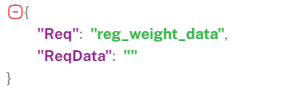 {
"Req": "reg_weight_data",
"ReqData": ""
}